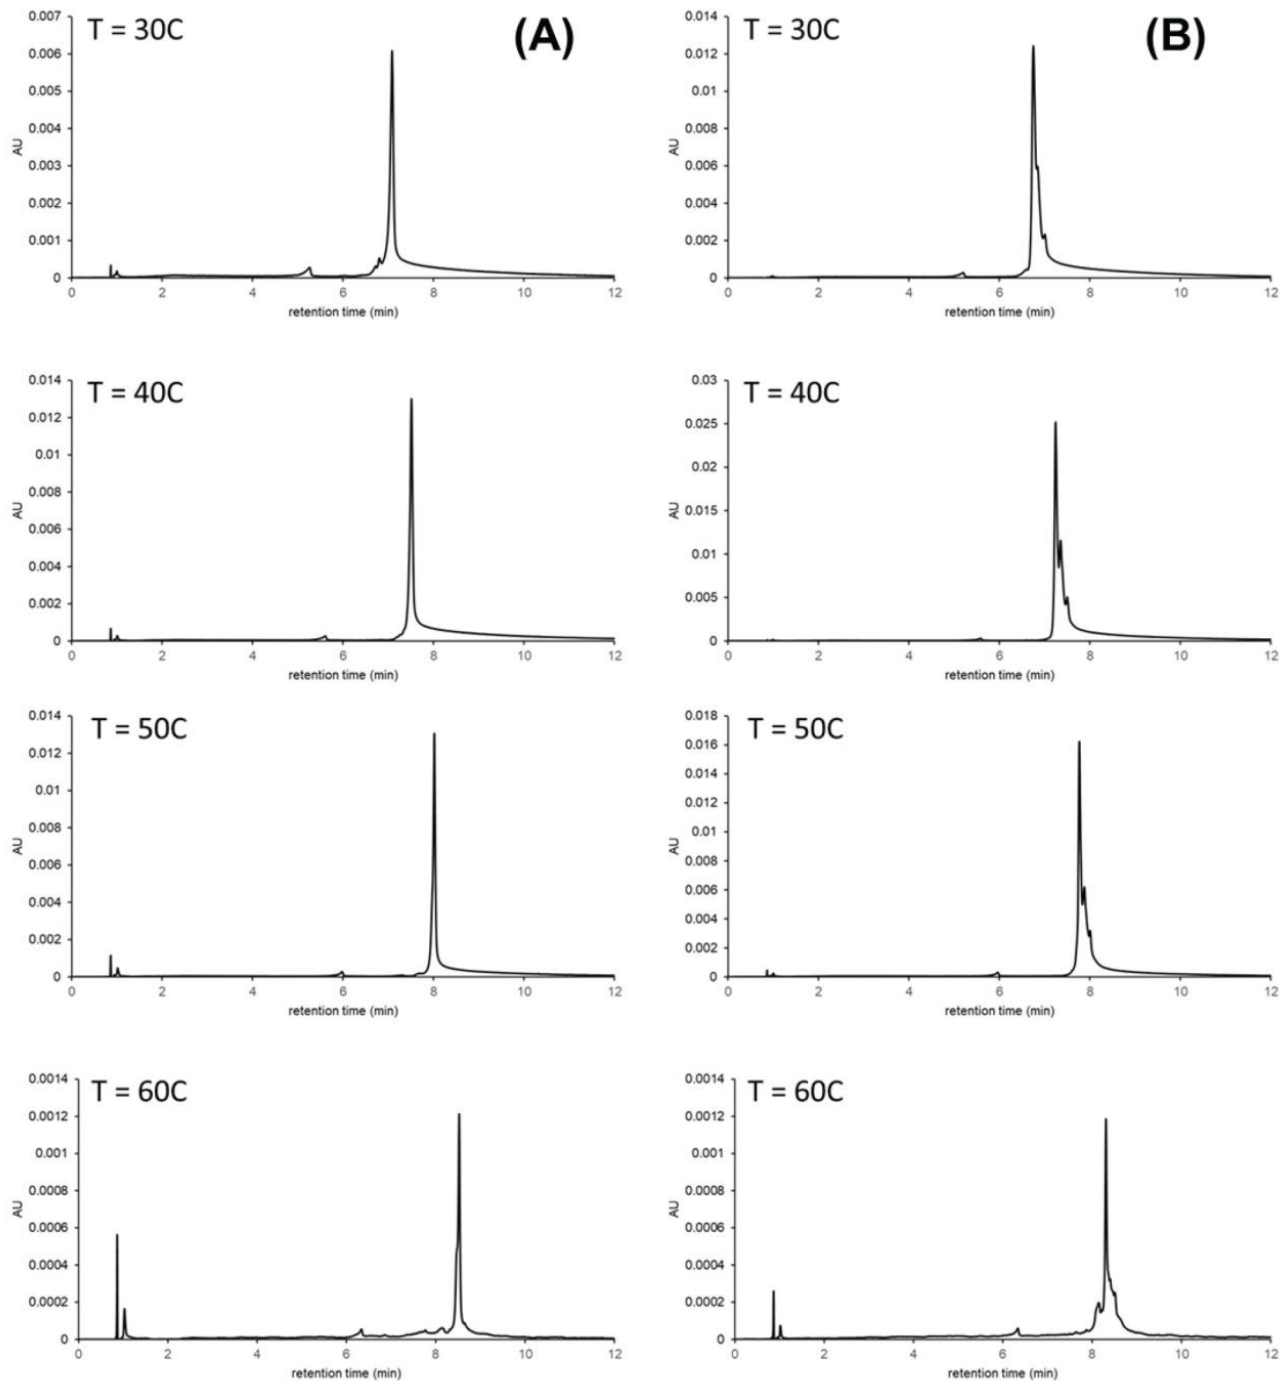 T = 30C (A)
0.007
0.006
0.005
0.004
0.003
0.002
0.001
0
AU
0 2 4 6 8 10 12
retention time (min)
T = 30C (B)
0.014
0.012
0.01
0.008
0.006
0.004
0.002
0
AU
0 2 4 6 8 10 12
retention time (min)
T = 40C
0.014
0.012
0.01
0.008
0.006
0.004
0.002
0
AU
0 2 4 6 8 10 12
retention time (min)
T = 40C
0.03
0.025
0.02
0.015
0.01
0.005
0
AU
0 2 4 6 8 10 12
retention time (min)
T = 50C
0.014
0.012
0.01
0.008
0.006
0.004
0.002
0
AU
0 2 4 6 8 10 12
retention time (min)
T = 50C
0.018
0.016
0.014
0.012
0.01
0.008
0.006
0.004
0.002
0
AU
0 2 4 6 8 10 12
retention time (min)
T = 60C
0.0014
0.0012
0.001
0.0008
0.0006
0.0004
0.0002
0
AU
0 2 4 6 8 10 12
retention time (min)
T = 60C
0.0014
0.0012
0.001
0.0008
0.0006
0.0004
0.0002
0
AU
0 2 4 6 8 10 12
retention time (min)